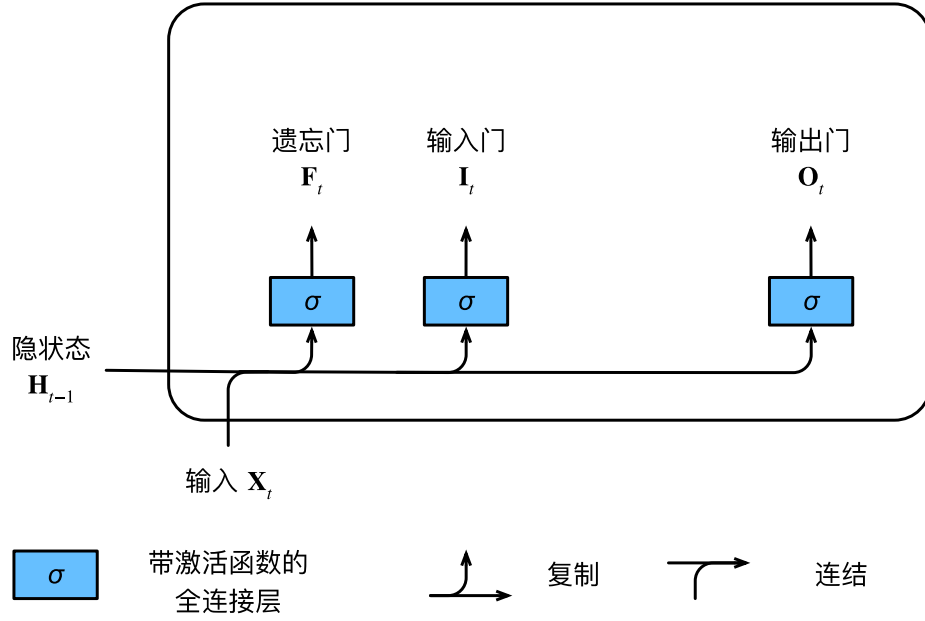 遗忘门
F_t
输入门
I_t
输出门
O_t
σ
σ
σ
隐状态
H_{t−1}
输入 X_t
σ
带激活函数的
全连接层
复制
连结